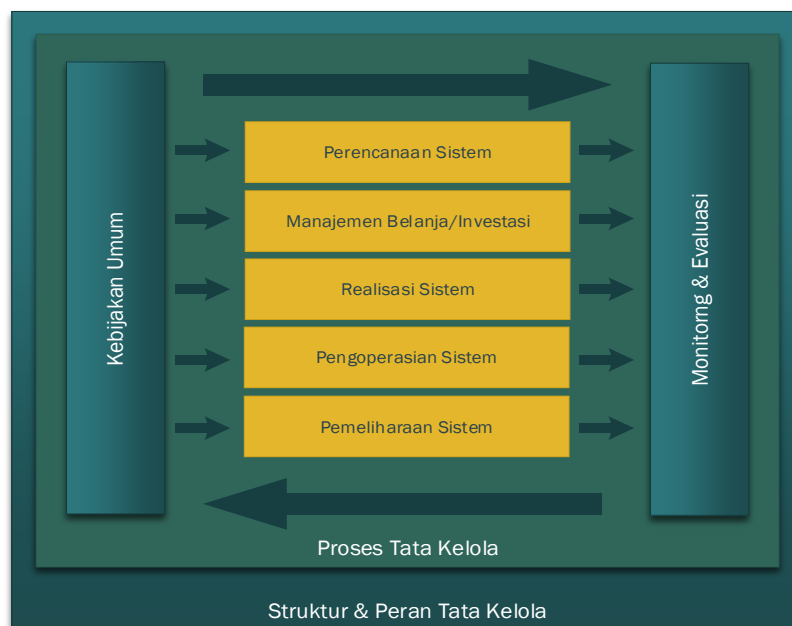 Kebijakan Umum
Perencanaan Sistem
Manajemen Belanja/Investasi
Realisasi Sistem
Pengoperasian Sistem
Pemeliharaan Sistem
Monitorng & Evaluasi
Proses Tata Kelola
Struktur & Peran Tata Kelola